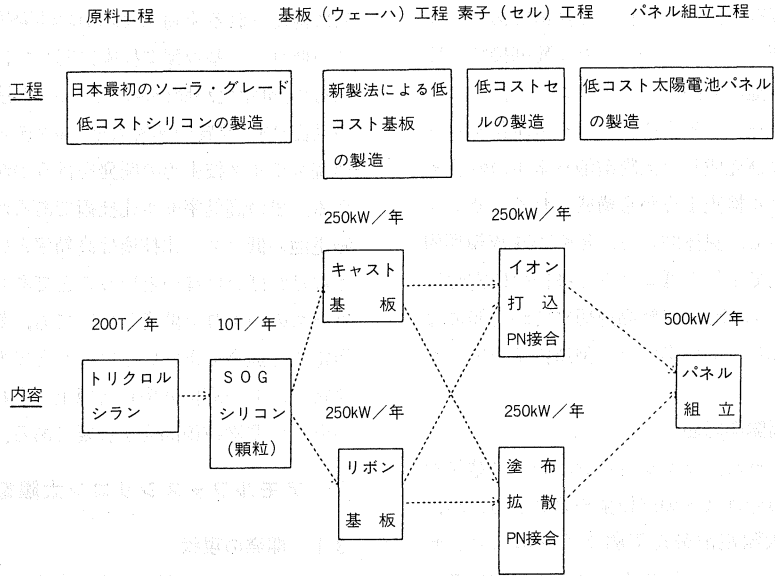 原料工程 基板（ウェーハ）工程 素子（セル）工程 パネル組立工程
工程
日本最初のソーラ・グレード
低コストシリコンの製造
新製法による低
コスト基板
の製造
低コストセ
ルの製造
低コスト太陽電池パネル
の製造
250kW／年 250kW／年
キャスト
基 板
イオン
打 込
PN接合
200T／年 10T／年 500kW／年
内容
トリクロル
シラン
SOG
シリコン
（顆粒）
パネル
組 立
250kW／年 250kW／年
リボン
基 板
塗 布
拡 散
PN接合